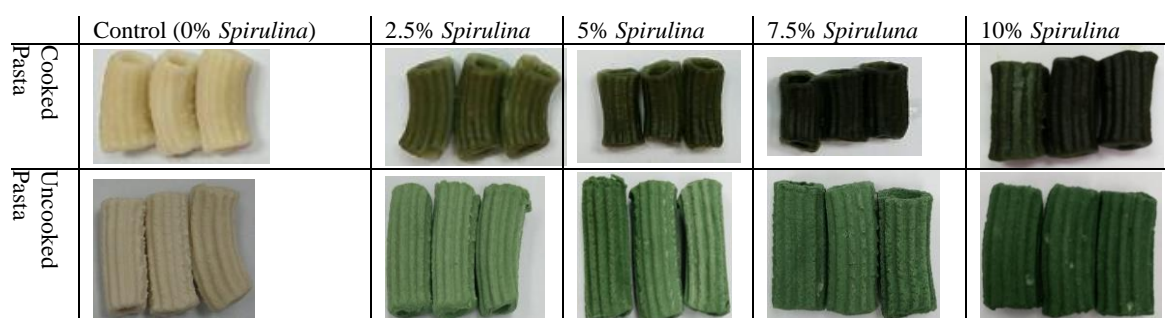 Control (0% Spirulina)
2.5% Spirulina
5% Spirulina
7.5% Spiruluna
10% Spirulina
Cooked
Pasta
Uncooked
Pasta